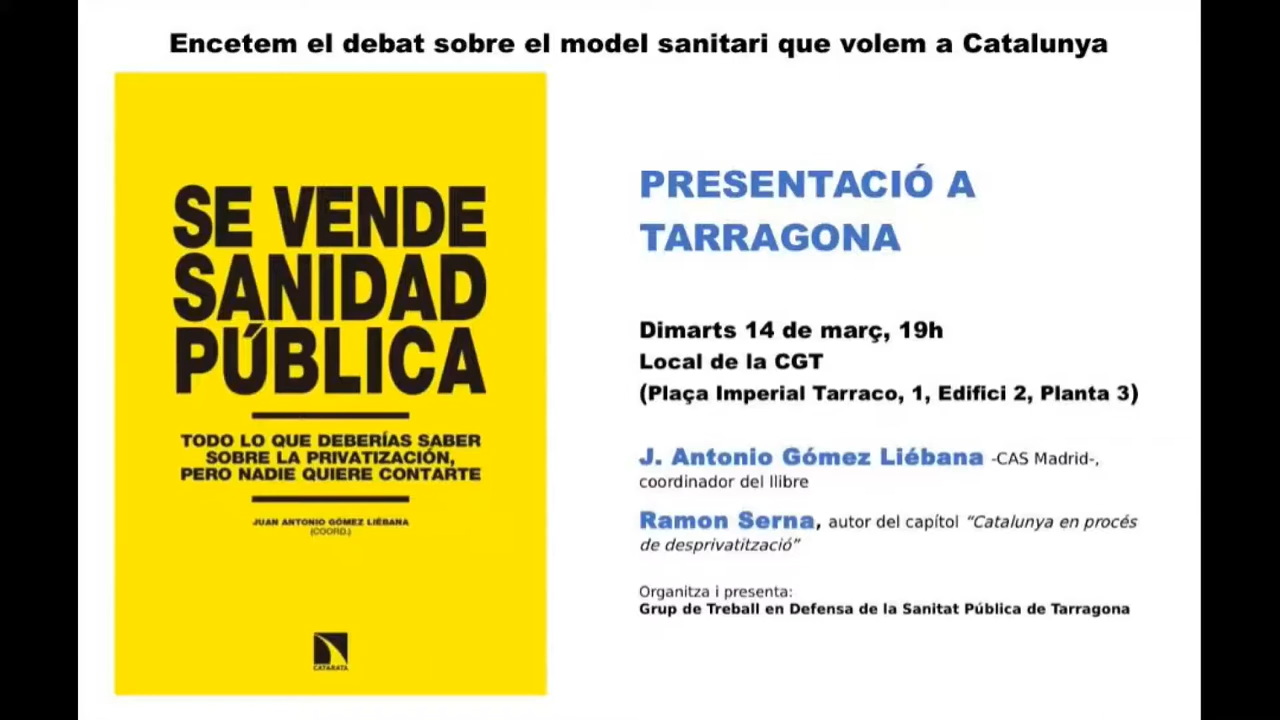 Encetem el debat sobre el model sanitari que volem a Catalunya
SE VENDE
SANIDAD
PÚBLICA
TODO LO QUE DEBERÍAS SABER
SOBRE LA PRIVATIZACIÓN,
PERO NADIE QUIERE CONTARTE
JUAN ANTONIO GÓMEZ LIÉBANA
(COORD.)
CATARATA
PRESENTACIÓ A
TARRAGONA
Dimarts 14 de març, 19h
Local de la CGT
(Plaça Imperial Tarraco, 1, Edifici 2, Planta 3)
J. Antonio Gómez Liébana -CAS Madrid-,
coordinador del llibre
Ramon Serna, autor del capítol “Catalunya en procés
de desprivatització”
Organitza i presenta:
Grup de Treball en Defensa de la Sanitat Pública de Tarragona